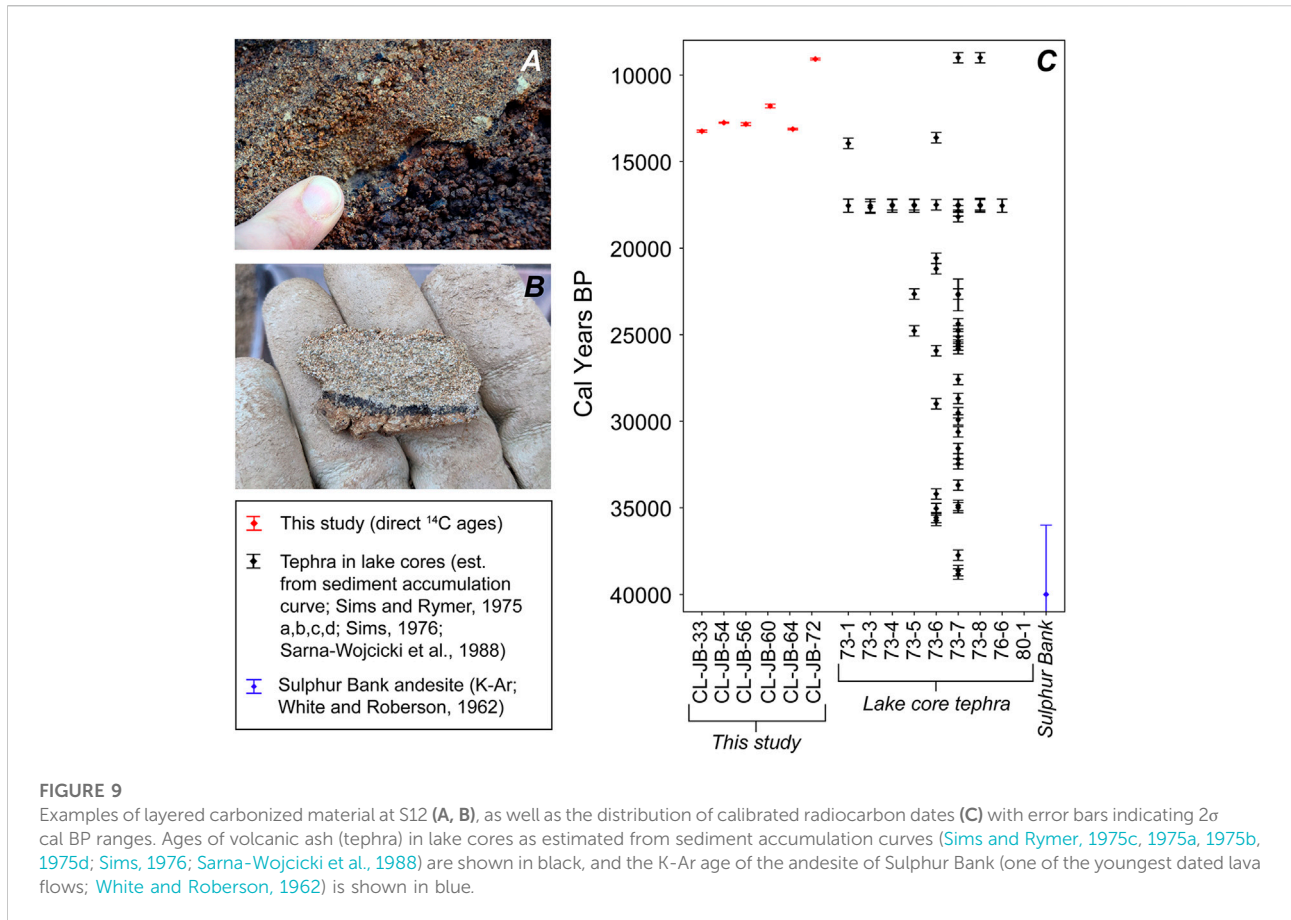 A
B
This study (direct ¹⁴C ages)
Tephra in lake cores (est.
from sediment accumulation
curve; Sims and Rymer, 1975
a,b,c,d; Sims, 1976;
Sarna-Wojcicki et al., 1988)
Sulphur Bank andesite (K-Ar;
White and Roberson, 1962)
C
Cal Years BP
10000
15000
20000
25000
30000
35000
40000
CL-JB-33
CL-JB-54
CL-JB-56
CL-JB-60
CL-JB-64
CL-JB-72
73-1
73-3
73-4
73-5
73-6
73-7
73-8
76-6
80-1
Sulphur Bank
This study
Lake core tephra
FIGURE 9
Examples of layered carbonized material at S12 (A, B), as well as the distribution of calibrated radiocarbon dates (C) with error bars indicating 2σ
cal BP ranges. Ages of volcanic ash (tephra) in lake cores as estimated from sediment accumulation curves (Sims and Rymer, 1975c, 1975a, 1975b,
1975d; Sims, 1976; Sarna-Wojcicki et al., 1988) are shown in black, and the K-Ar age of the andesite of Sulphur Bank (one of the youngest dated lava
flows; White and Roberson, 1962) is shown in blue.